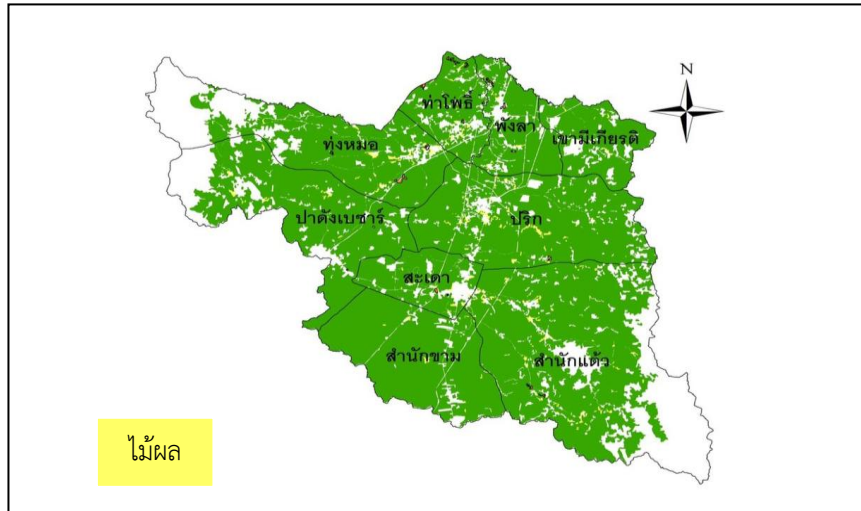 N
ท่าโพธิ์
พังลา
เขามีเกียรติ
ทุ่งหมอ
ปาดังเบซาร์
ปริก
สะเดา
สำนักขาม
สำนักแต้ว
ไม้ผล